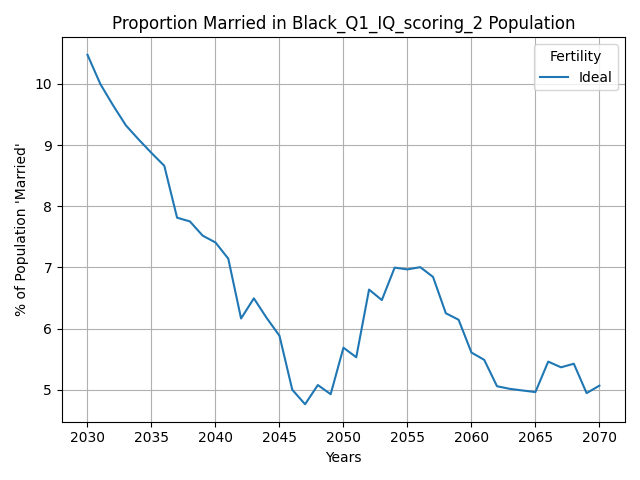 Proportion Married in Black_Q1_IQ_scoring_2 Population
Fertility
Ideal
% of Population 'Married'
10
9
8
7
6
5
2030 2035 2040 2045 2050 2055 2060 2065 2070
Years